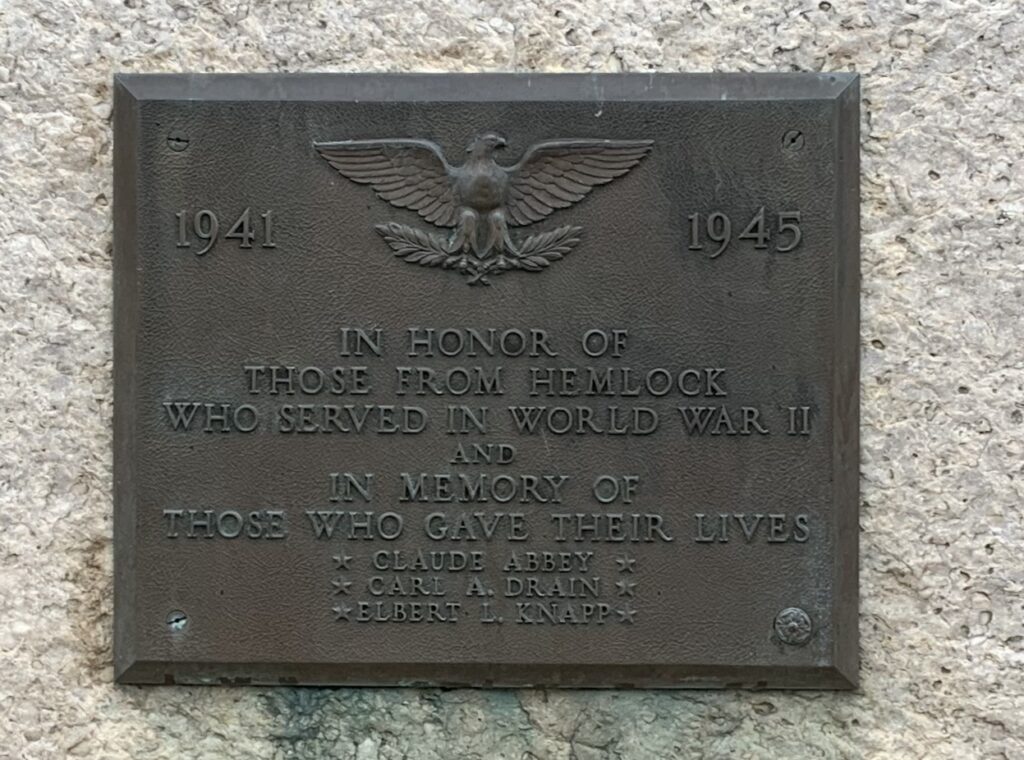 1941 1945
IN HONOR OF
THOSE FROM HEMLOCK
WHO SERVED IN WORLD WAR II
AND
IN MEMORY OF
THOSE WHO GAVE THEIR LIVES
★ CLAUDE ABBEY ★
★ CARL A. DRAIN ★
★ ELBERT L. KNAPP ★